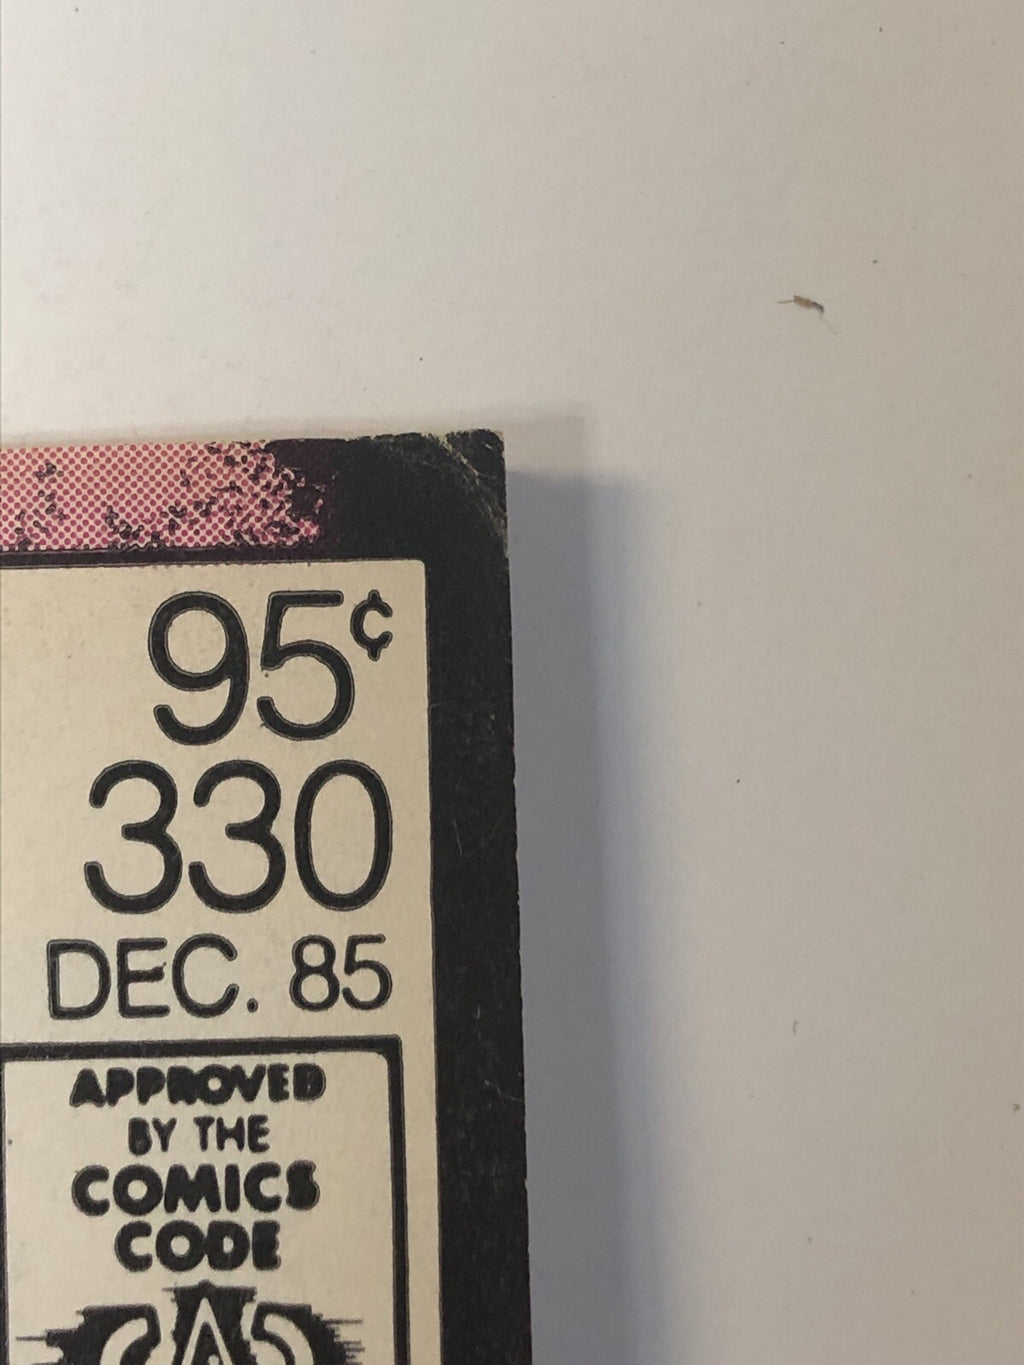 95¢
330
DEC. 85
APPROVED
BY THE
COMICS
CODE